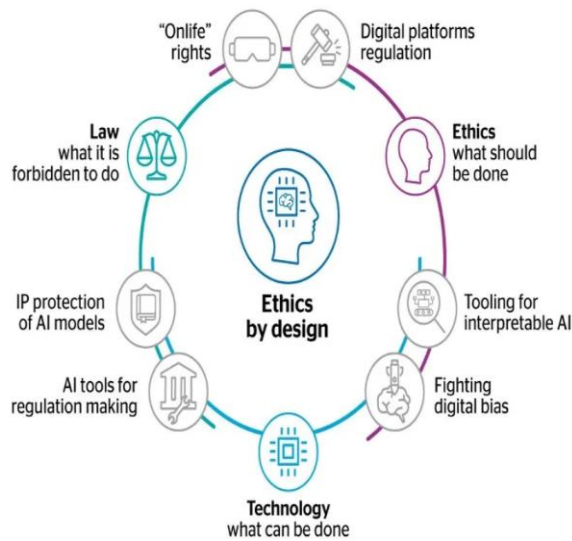 “Onlife”
rights
Digital platforms
regulation
Law
what it is
forbidden to do
Ethics
what should
be done
Ethics
by design
IP protection
of AI models
Tooling for
interpretable AI
AI tools for
regulation making
Fighting
digital bias
Technology
what can be done